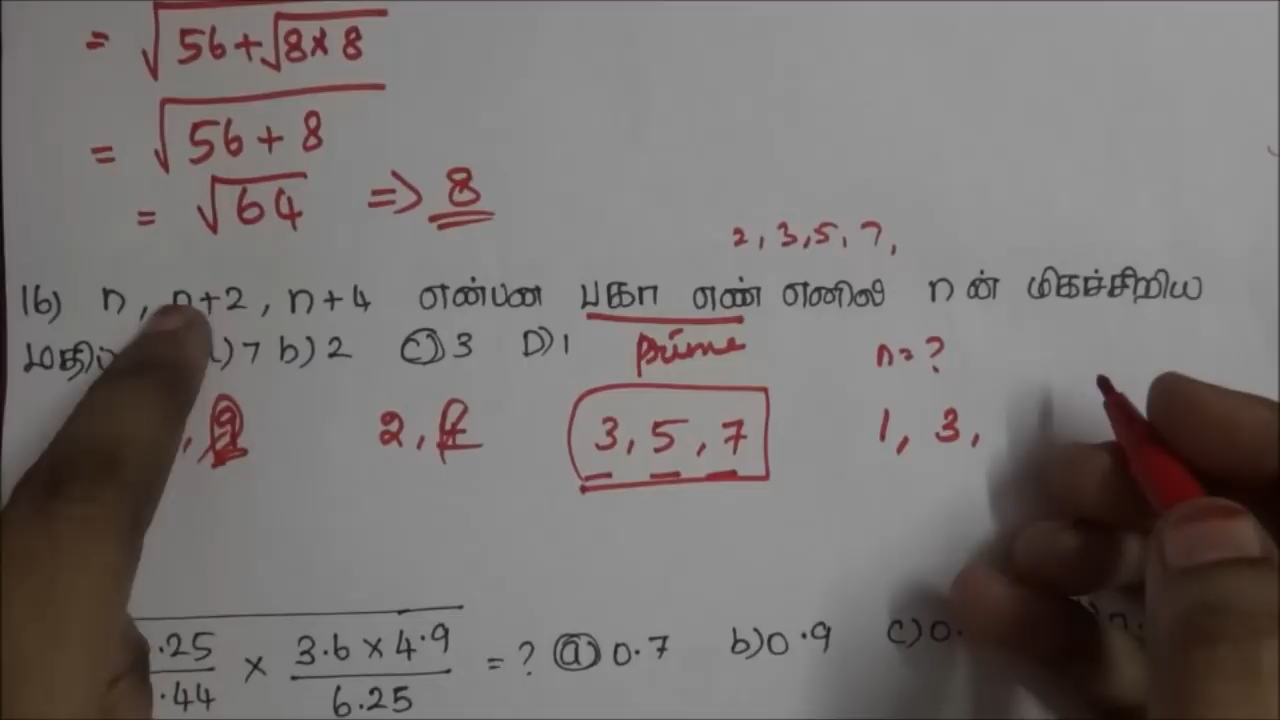 = √56+√8×8
= √56+8
= √64 => 8
2, 3, 5, 7,
16) n, n+2, n+4 என்பன பகா எண் எனில் n ன் மிகச்சிறிய
)7 b)2 c)3 D)1 prime n=?
, 9 2, 4 3, 5, 7 1, 3,
.25 / .44 × 3.6×4.9 / 6.25 = ? a) 0.7 b) 0.9 c) 0.